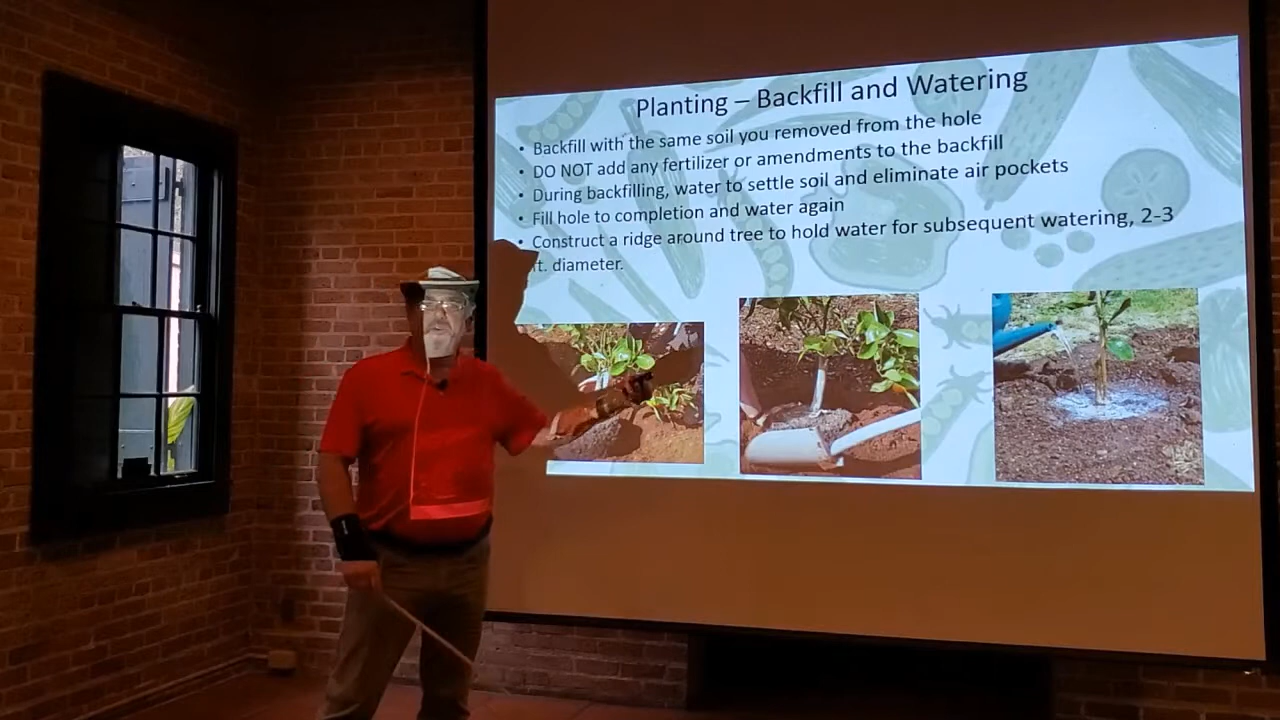 Planting – Backfill and Watering
• Backfill with the same soil you removed from the hole
• DO NOT add any fertilizer or amendments to the backfill
• During backfilling, water to settle soil and eliminate air pockets
• Fill hole to completion and water again
• Construct a ridge around tree to hold water for subsequent watering, 2-3
ft. diameter.